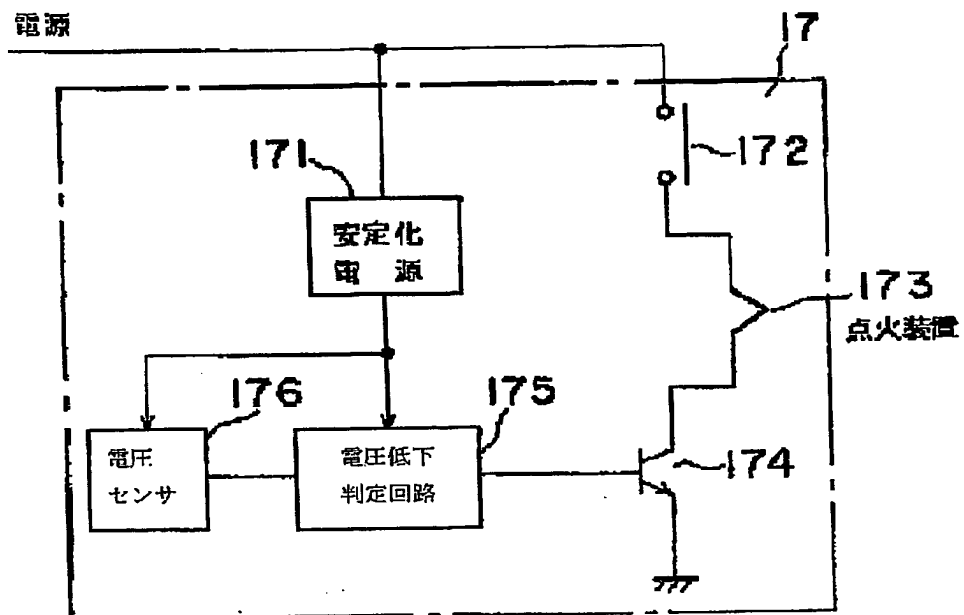 電源
17
171
172
安定化
電 源
173
点火装置
176
175
電圧
センサ
電圧低下
判定回路
174